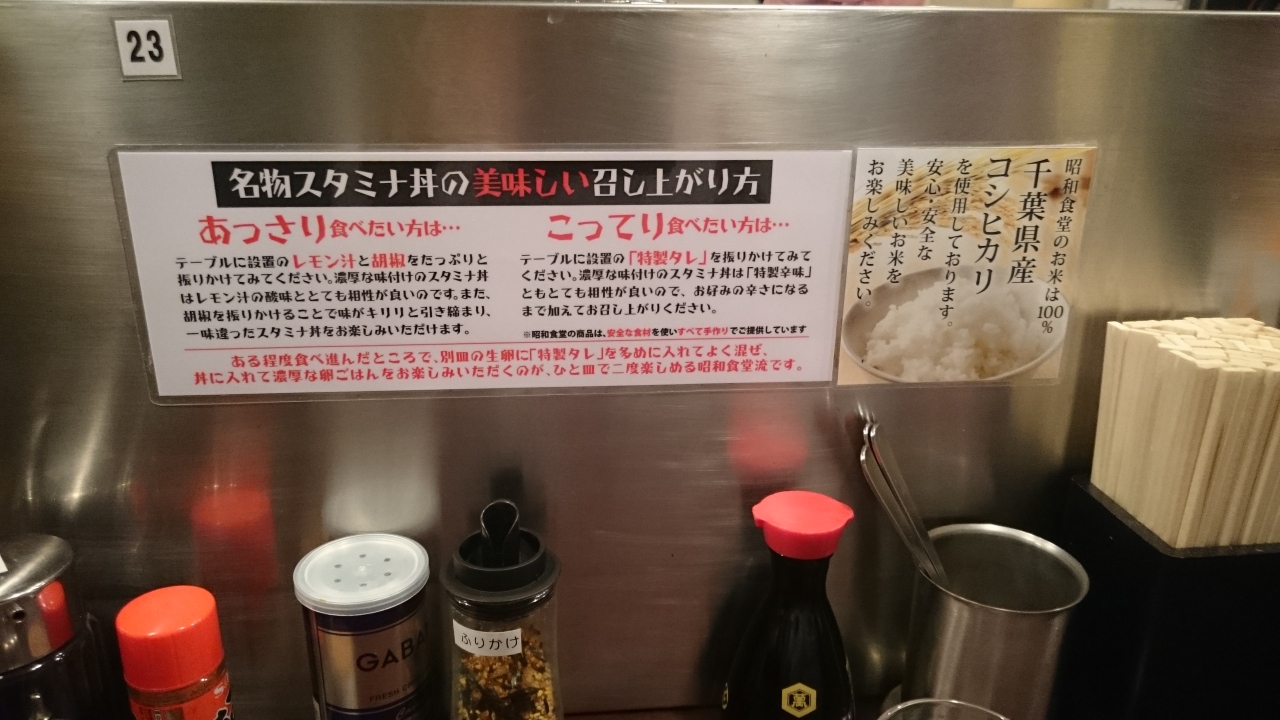 23
名物スタミナ丼の美味しい召し上がり方
あっさり食べたい方は…
テーブルに設置のレモン汁と胡椒をたっぷりと
振りかけてみてください。濃厚な味付けのスタミナ丼
はレモン汁の酸味ととても相性が良いのです。また、
胡椒を振りかけることで味がキリリと引き締まり、
一味違ったスタミナ丼をお楽しみいただけます。
こってり食べたい方は…
テーブルに設置の「特製タレ」を振りかけてみて
ください。濃厚な味付けのスタミナ丼は「特製辛味」
ともとても相性が良いので、お好みの辛さになる
まで加えてお召し上がりください。
※昭和食堂の商品は、安全な食材を使いすべて手作りでご提供しています
ある程度食べ進んだところで、別皿の生卵に「特製タレ」を多めに入れてよく混ぜ、
丼に入れて濃厚な卵ごはんをお楽しみいただくのが、ひと皿で二度楽しめる昭和食堂流です。
昭和食堂のお米は100%
千葉県産
コシヒカリ
を使用しております。
安心・安全な
美味しいお米を
お楽しみください。
GABA
ふりかけ
萬